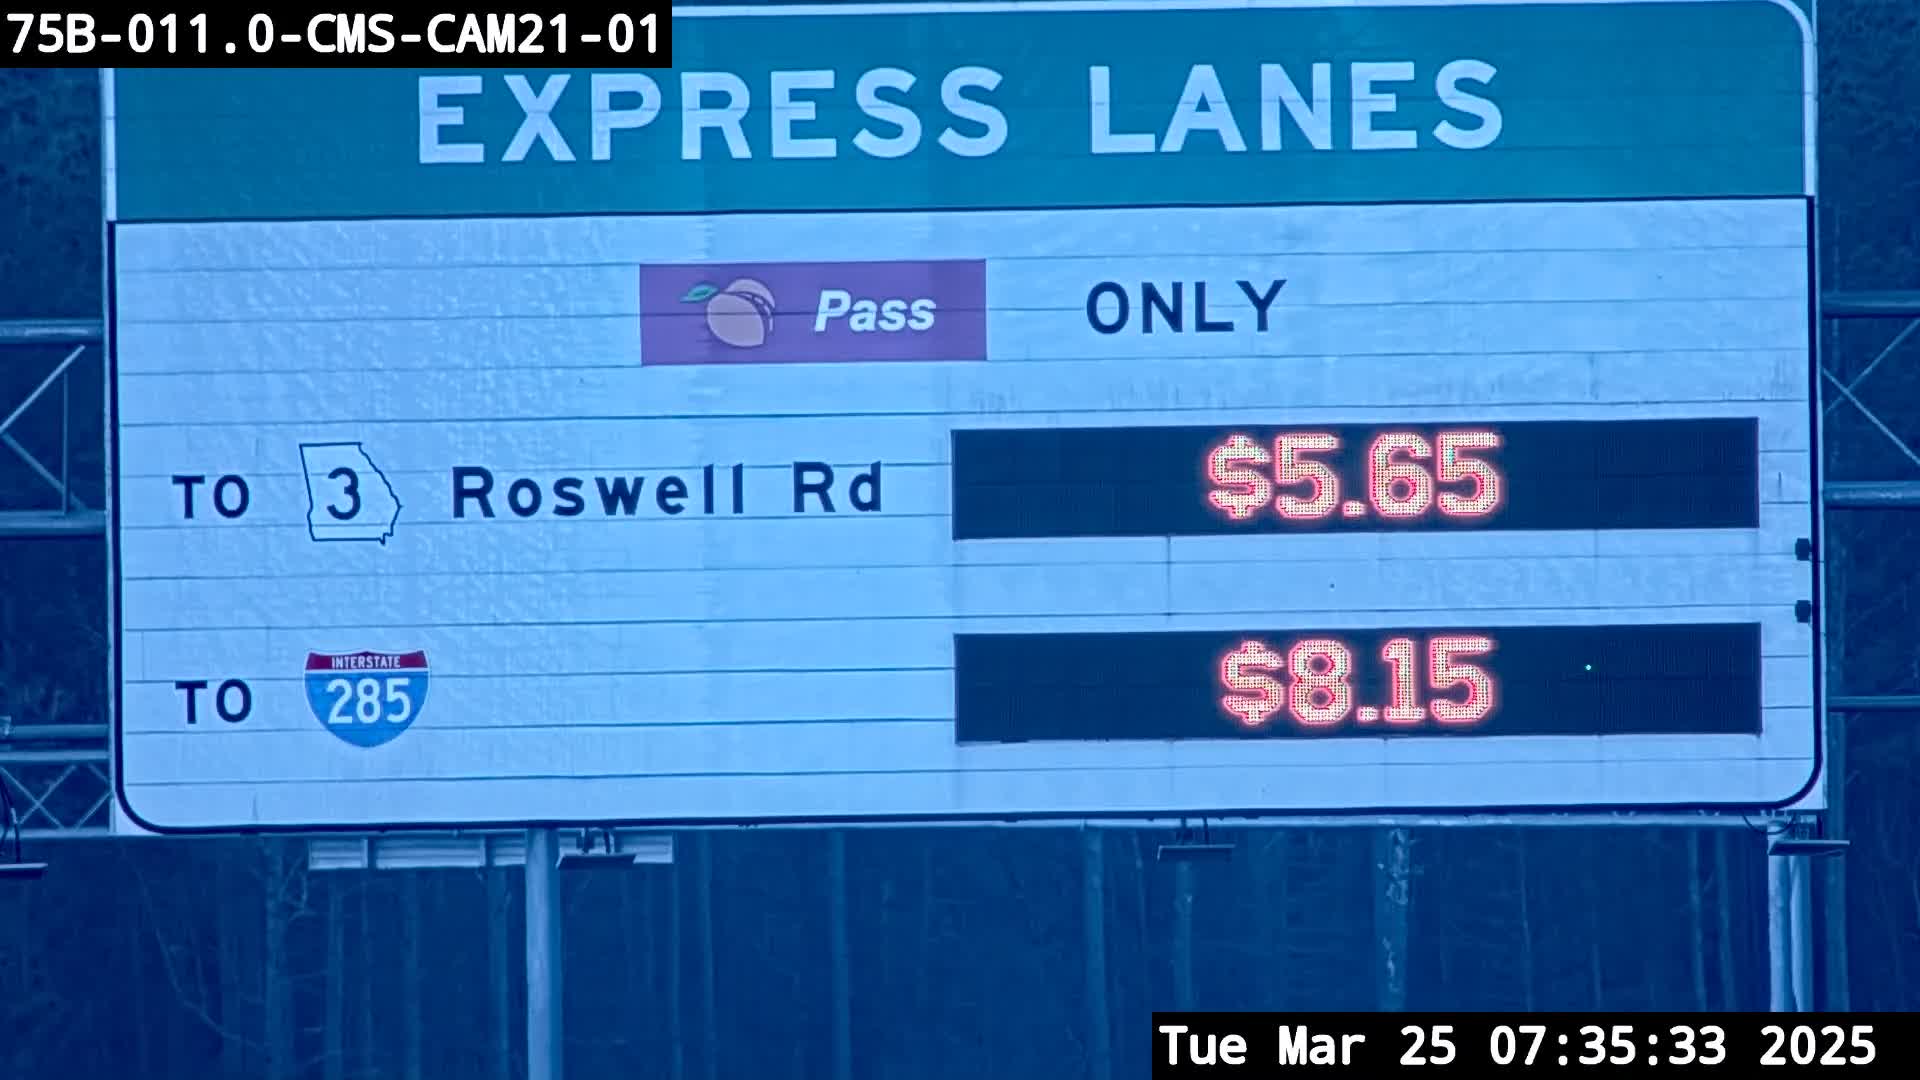 75B-011.0-CMS-CAM21-01
EXPRESS LANES
Pass ONLY
TO 3 Roswell Rd $5.65
TO INTERSTATE 285 $8.15
Tue Mar 25 07:35:33 2025